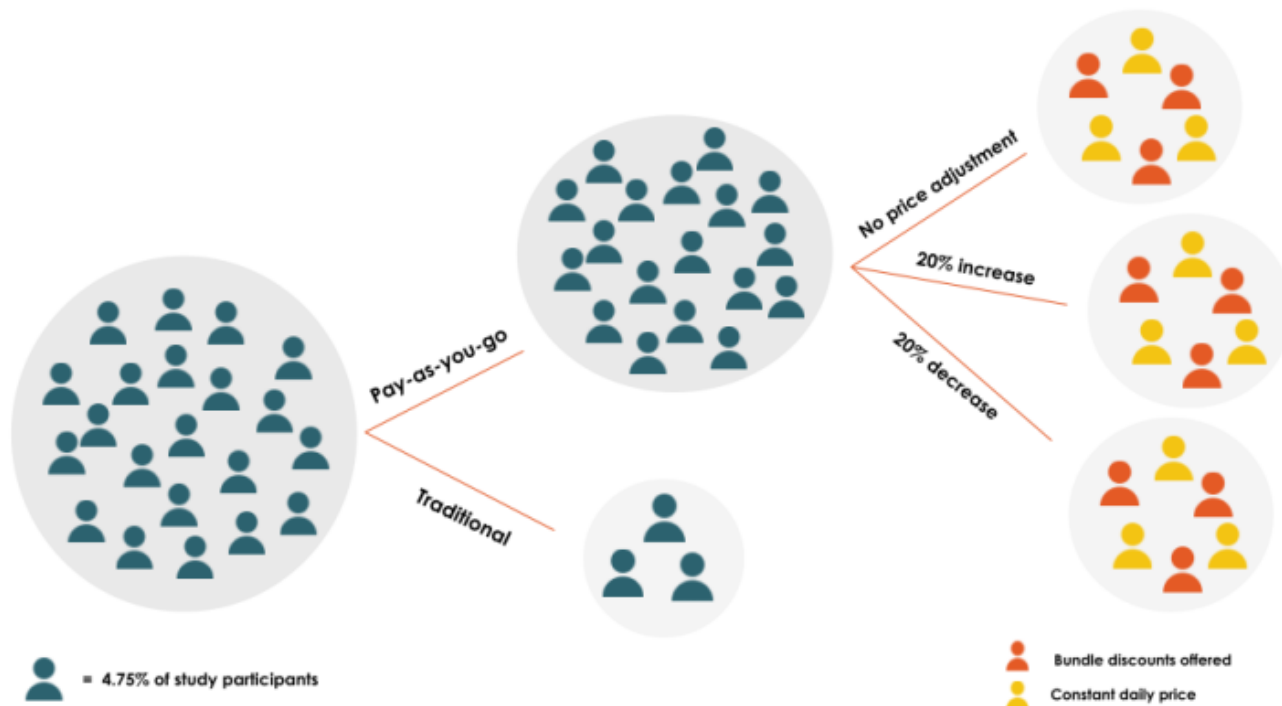 No price adjustment
20% increase
20% decrease
Pay-as-you-go
Traditional
= 4.75% of study participants
Bundle discounts offered
Constant daily price